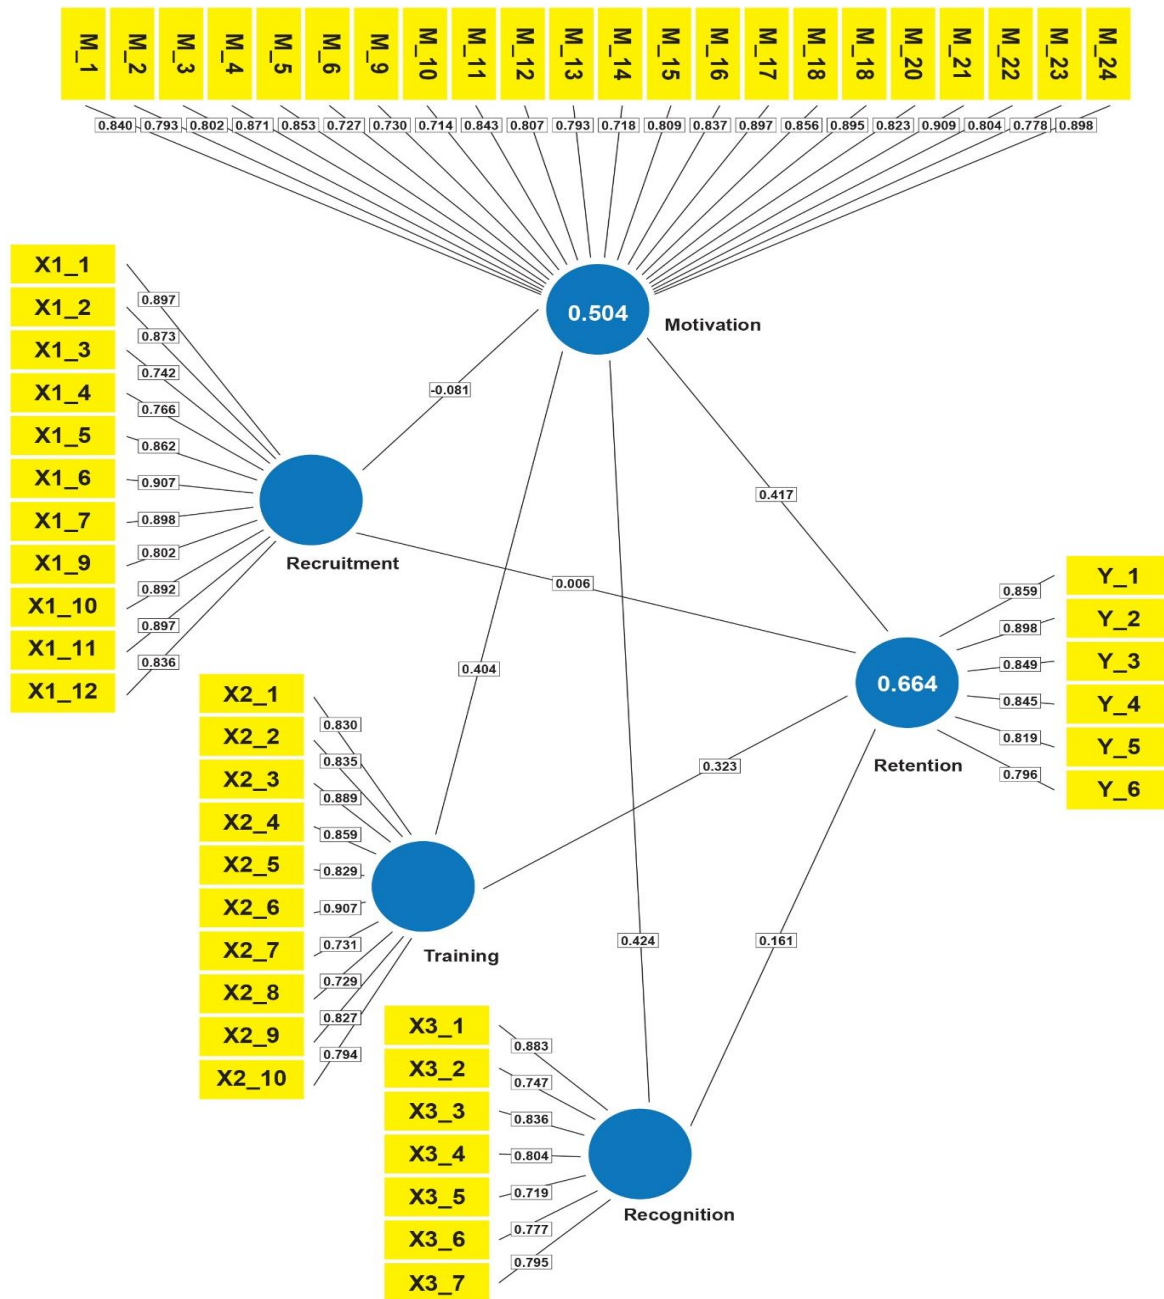 M_1 M_2 M_3 M_4 M_5 M_6 M_9 M_10 M_11 M_12 M_13 M_14 M_15 M_16 M_17 M_18 M_18 M_20 M_21 M_22 M_23 M_24
0.840 0.793 0.802 0.871 0.853 0.727 0.730 0.714 0.843 0.807 0.793 0.718 0.809 0.837 0.897 0.856 0.895 0.823 0.909 0.804 0.778 0.898
0.504
Motivation
X1_1
X1_2
X1_3
X1_4
X1_5
X1_6
X1_7
X1_9
X1_10
X1_11
X1_12
0.897
0.873
0.742
0.766
0.862
0.907
0.898
0.802
0.892
0.897
0.836
Recruitment
-0.081
0.417
0.006
0.404
0.323
0.424
0.161
0.664
Retention
0.859
0.898
0.849
0.845
0.819
0.796
Y_1
Y_2
Y_3
Y_4
Y_5
Y_6
X2_1
X2_2
X2_3
X2_4
X2_5
X2_6
X2_7
X2_8
X2_9
X2_10
0.830
0.835
0.889
0.859
0.829
0.907
0.731
0.729
0.827
0.794
Training
X3_1
X3_2
X3_3
X3_4
X3_5
X3_6
X3_7
0.883
0.747
0.836
0.804
0.719
0.777
0.795
Recognition